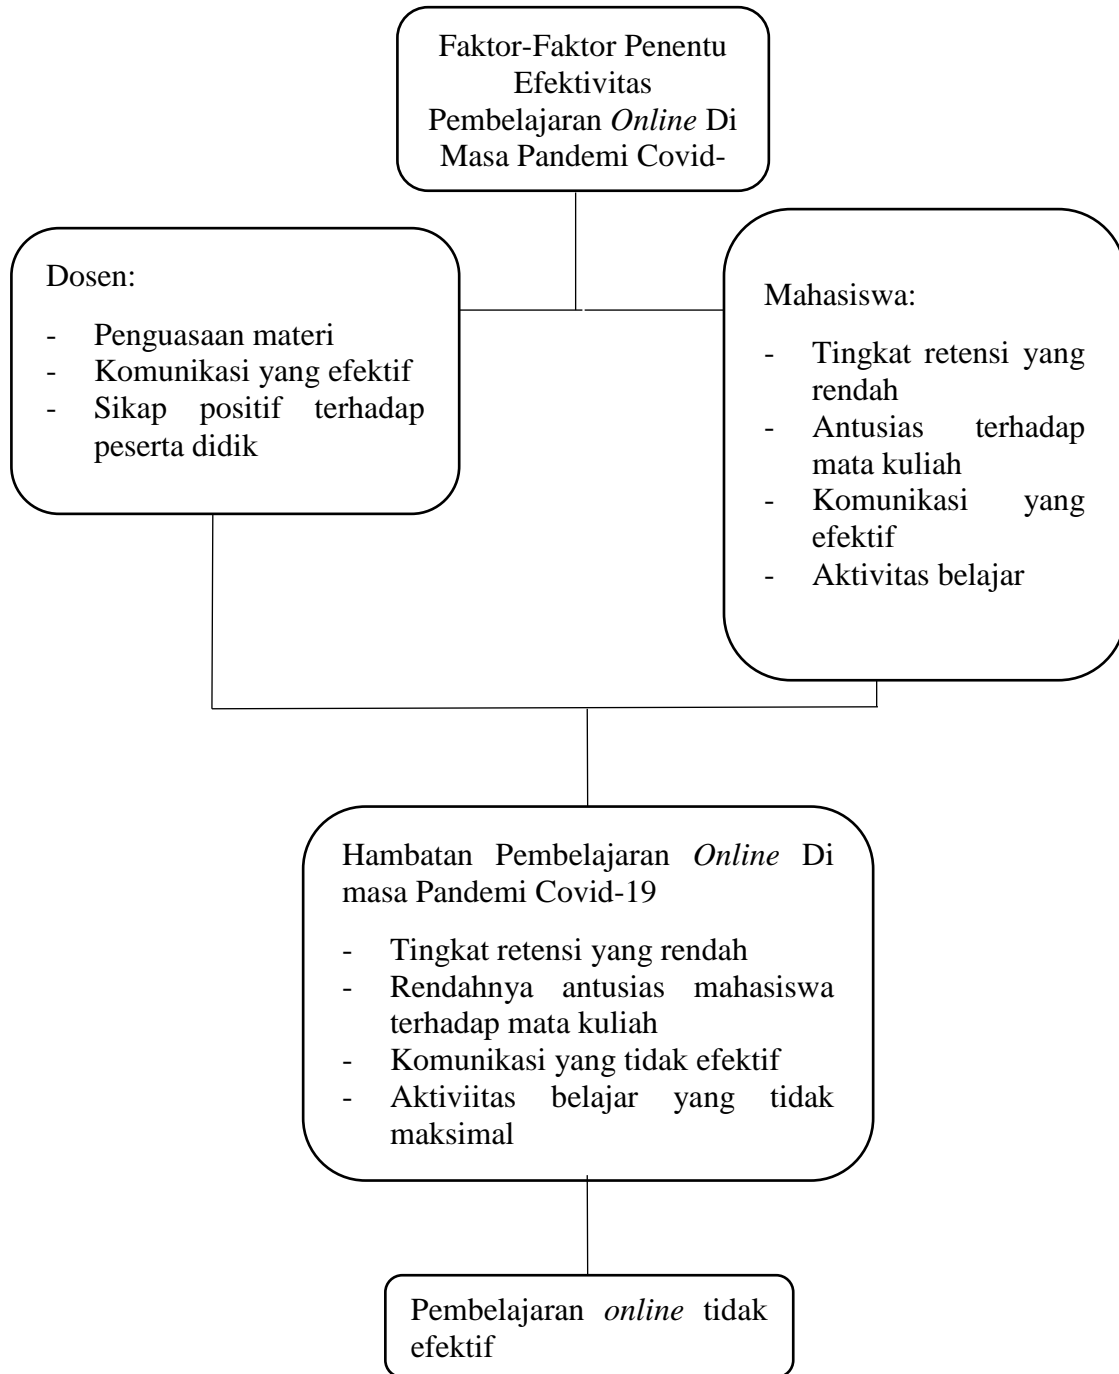 Faktor-Faktor Penentu
Efektivitas
Pembelajaran Online Di
Masa Pandemi Covid-
Dosen:
- Penguasaan materi
- Komunikasi yang efektif
- Sikap positif terhadap
peserta didik
Mahasiswa:
- Tingkat retensi yang
rendah
- Antusias terhadap
mata kuliah
- Komunikasi yang
efektif
- Aktivitas belajar
Hambatan Pembelajaran Online Di
masa Pandemi Covid-19
- Tingkat retensi yang rendah
- Rendahnya antusias mahasiswa
terhadap mata kuliah
- Komunikasi yang tidak efektif
- Aktiviitas belajar yang tidak
maksimal
Pembelajaran online tidak
efektif